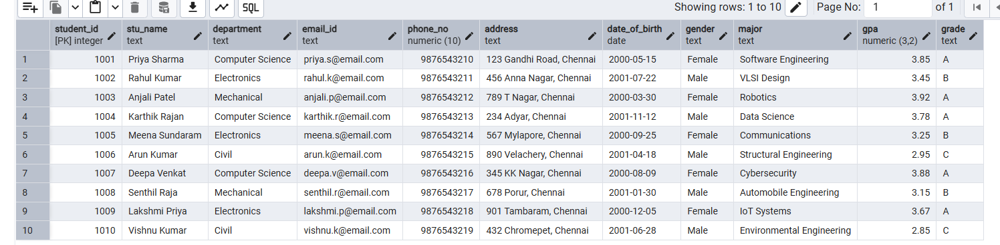 SQL Showing rows: 1 to 10 Page No: 1 of 1
student_id stu_name department email_id phone_no address date_of_birth gender major gpa grade
[PK] integer text text text numeric (10) text date text text numeric (3,2) text
1 1001 Priya Sharma Computer Science priya.s@email.com 9876543210 123 Gandhi Road, Chennai 2000-05-15 Female Software Engineering 3.85 A
2 1002 Rahul Kumar Electronics rahul.k@email.com 9876543211 456 Anna Nagar, Chennai 2001-07-22 Male VLSI Design 3.45 B
3 1003 Anjali Patel Mechanical anjali.p@email.com 9876543212 789 T Nagar, Chennai 2000-03-30 Female Robotics 3.92 A
4 1004 Karthik Rajan Computer Science karthik.r@email.com 9876543213 234 Adyar, Chennai 2001-11-12 Male Data Science 3.78 A
5 1005 Meena Sundaram Electronics meena.s@email.com 9876543214 567 Mylapore, Chennai 2000-09-25 Female Communications 3.25 B
6 1006 Arun Kumar Civil arun.k@email.com 9876543215 890 Velachery, Chennai 2001-04-18 Male Structural Engineering 2.95 C
7 1007 Deepa Venkat Computer Science deepa.v@email.com 9876543216 345 KK Nagar, Chennai 2000-08-09 Female Cybersecurity 3.88 A
8 1008 Senthil Raja Mechanical senthil.r@email.com 9876543217 678 Porur, Chennai 2001-01-30 Male Automobile Engineering 3.15 B
9 1009 Lakshmi Priya Electronics lakshmi.p@email.com 9876543218 901 Tambaram, Chennai 2000-12-05 Female IoT Systems 3.67 A
10 1010 Vishnu Kumar Civil vishnu.k@email.com 9876543219 432 Chromepet, Chennai 2001-06-28 Male Environmental Engineering 2.85 C